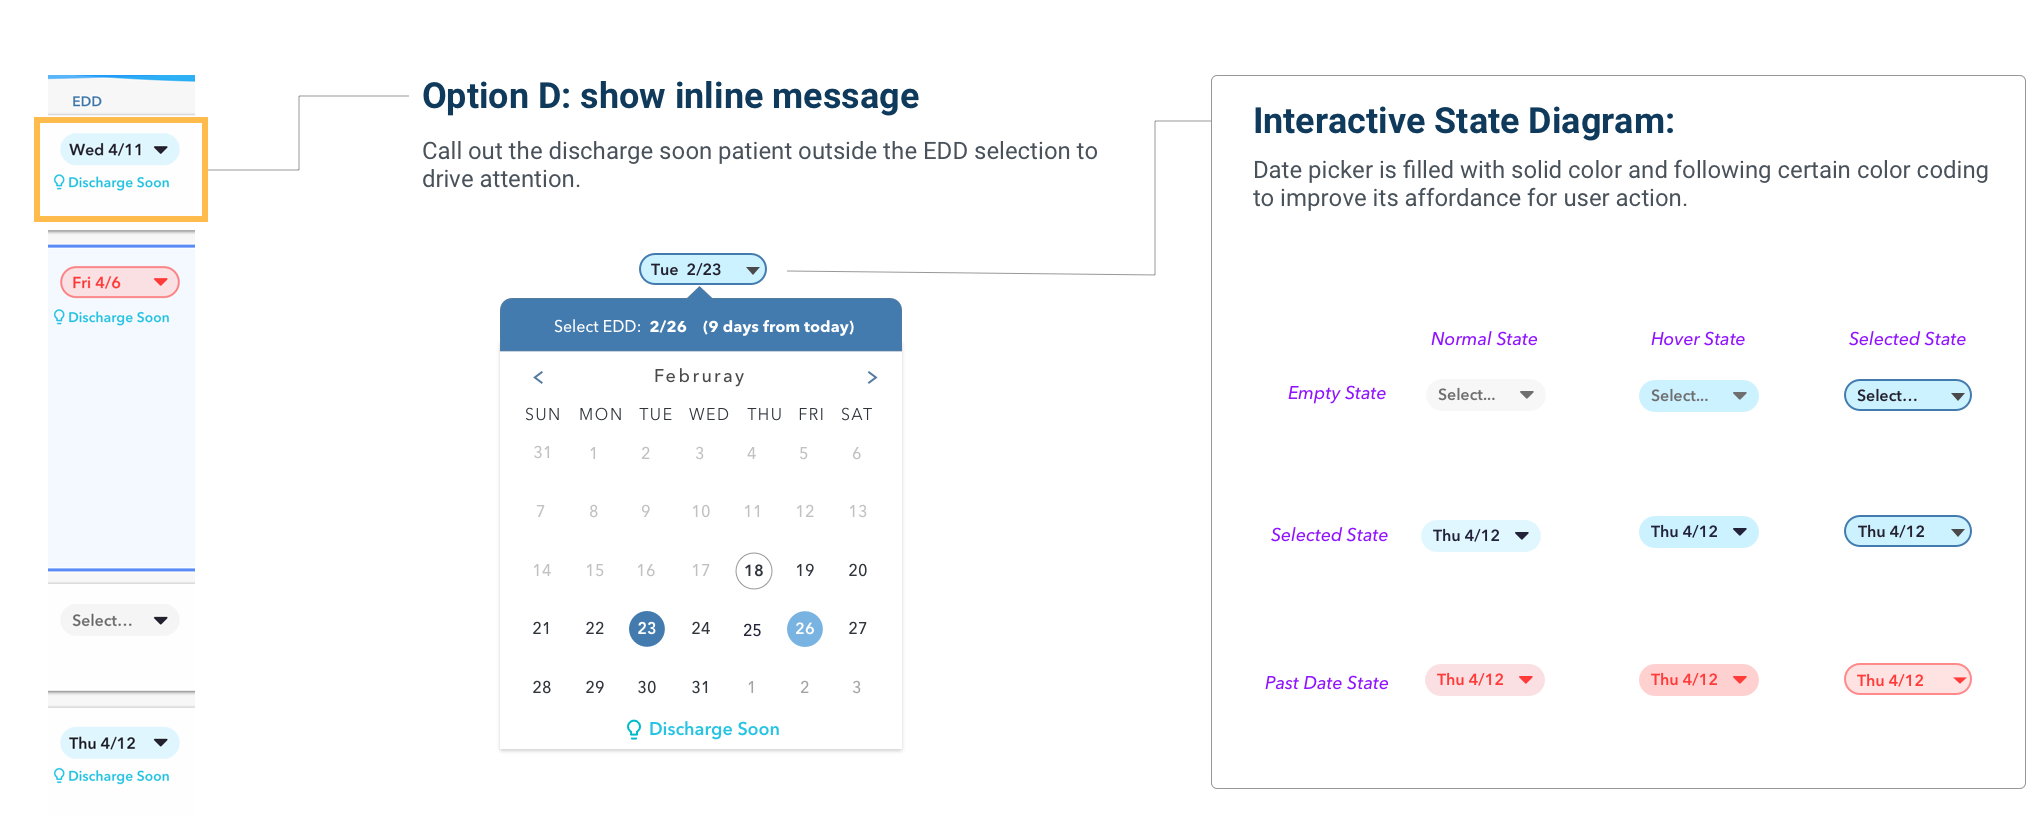 EDD
Wed 4/11
Discharge Soon
Fri 4/6
Discharge Soon
Select...
Thu 4/12
Discharge Soon
Option D: show inline message
Call out the discharge soon patient outside the EDD selection to
drive attention.
Tue 2/23
Select EDD: 2/26 (9 days from today)
< Februray >
SUN MON TUE WED THU FRI SAT
31 1 2 3 4 5 6
7 8 9 10 11 12 13
14 15 16 17 18 19 20
21 22 23 24 25 26 27
28 29 30 31 1 2 3
Discharge Soon
Interactive State Diagram:
Date picker is filled with solid color and following certain color coding
to improve its affordance for user action.
Normal State Hover State Selected State
Empty State Select... Select... Select...
Selected State Thu 4/12 Thu 4/12 Thu 4/12
Past Date State Thu 4/12 Thu 4/12 Thu 4/12